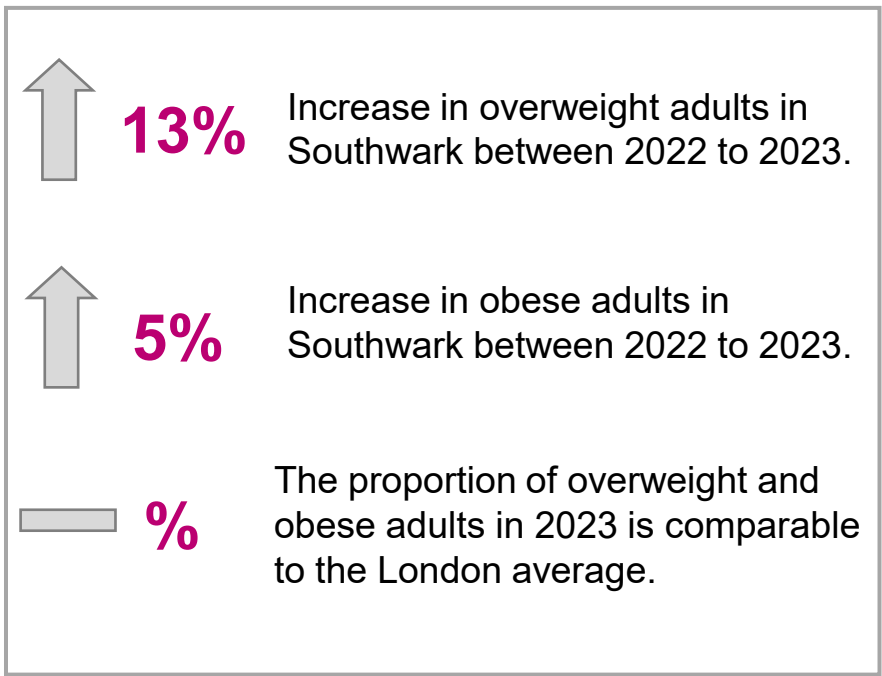 13%
Increase in overweight adults in
Southwark between 2022 to 2023.
5%
Increase in obese adults in
Southwark between 2022 to 2023.
%
The proportion of overweight and
obese adults in 2023 is comparable
to the London average.